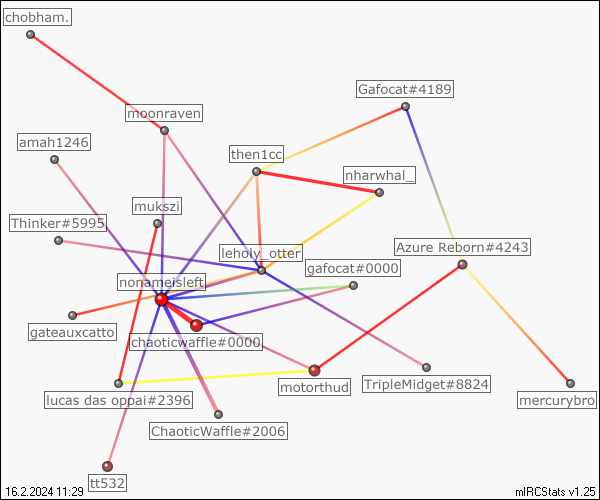 chobham.
Gafocat#4189
moonraven
amah1246
then1cc
nharwhal_
mukszi
Thinker#5995
leholy_otter
Azure Reborn#4243
gafocat#0000
nonameisleft
gateauxcatto
chaoticwaffle#0000
motorthud
TripleMidget#8824
lucas das oppai#2396
mercurybro
ChaoticWaffle#2006
tt532
16.2.2024 11:29
mIRCStats v1.25